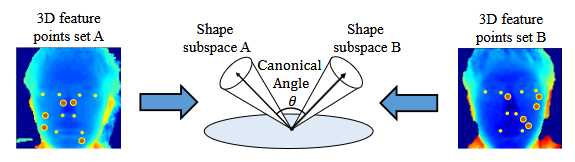 3D feature
points set A
Shape
subspace A
Canonical
Angle
θ
Shape
subspace B
3D feature
points set B